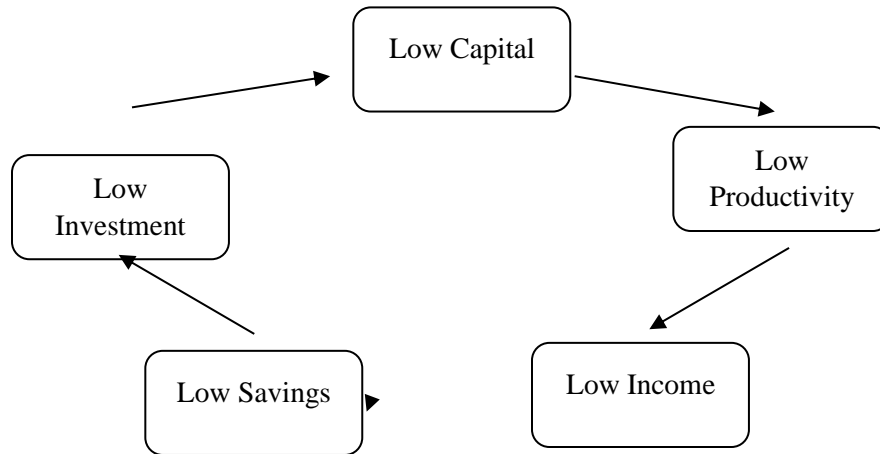 Low Capital
Low
Productivity
Low
Investment
Low Savings
Low Income